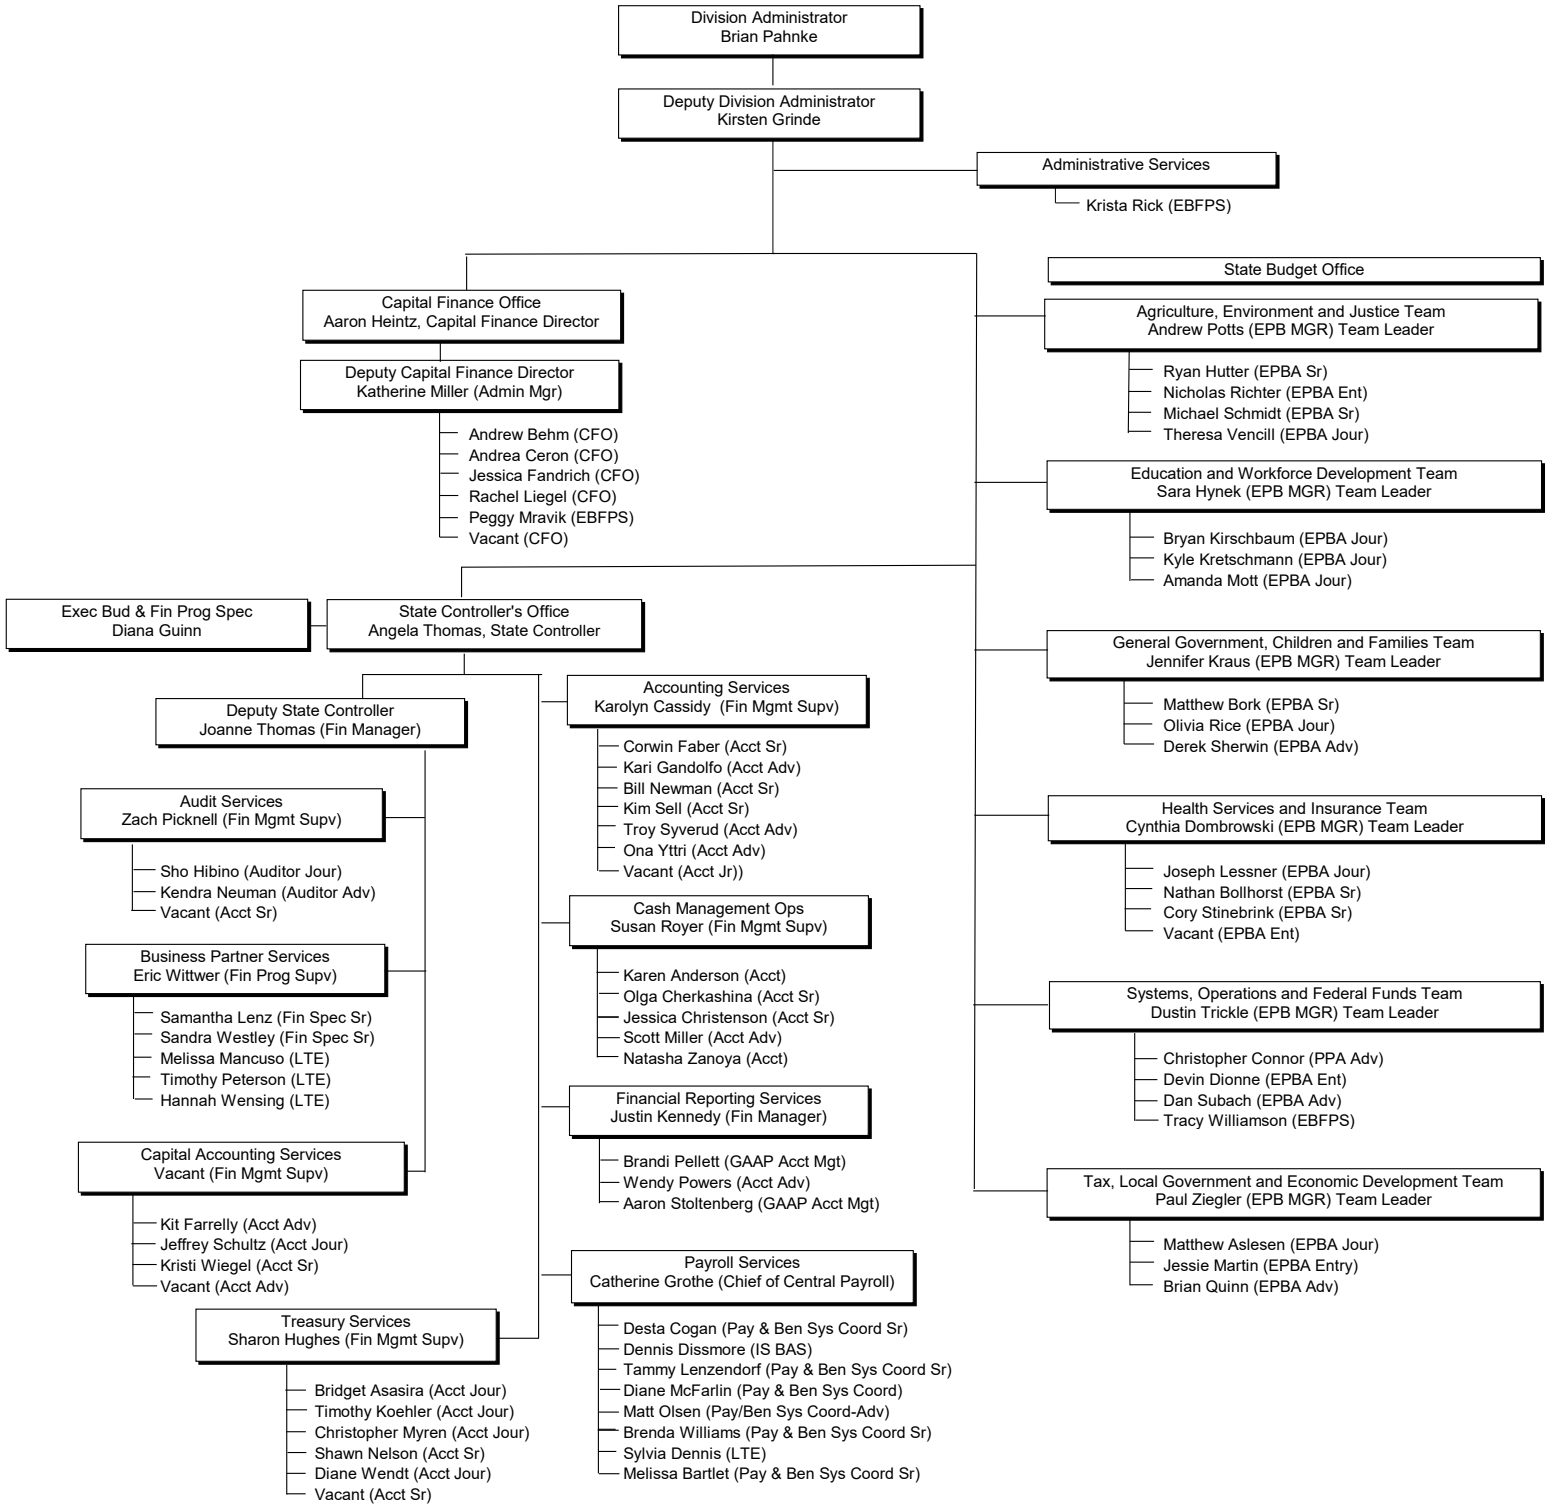 Division Administrator
Brian Pahnke
Deputy Division Administrator
Kirsten Grinde
Administrative Services
Krista Rick (EBFPS)
Capital Finance Office
Aaron Heintz, Capital Finance Director
Deputy Capital Finance Director
Katherine Miller (Admin Mgr)
Andrew Behm (CFO)
Andrea Ceron (CFO)
Jessica Fandrich (CFO)
Rachel Liegel (CFO)
Peggy Mravik (EBFPS)
Vacant (CFO)
Exec Bud & Fin Prog Spec
Diana Guinn
State Controller's Office
Angela Thomas, State Controller
Deputy State Controller
Joanne Thomas (Fin Manager)
Audit Services
Zach Picknell (Fin Mgmt Supv)
Sho Hibino (Auditor Jour)
Kendra Neuman (Auditor Adv)
Vacant (Acct Sr)
Business Partner Services
Eric Wittwer (Fin Prog Supv)
Samantha Lenz (Fin Spec Sr)
Sandra Westley (Fin Spec Sr)
Melissa Mancuso (LTE)
Timothy Peterson (LTE)
Hannah Wensing (LTE)
Capital Accounting Services
Vacant (Fin Mgmt Supv)
Kit Farrelly (Acct Adv)
Jeffrey Schultz (Acct Jour)
Kristi Wiegel (Acct Sr)
Vacant (Acct Adv)
Treasury Services
Sharon Hughes (Fin Mgmt Supv)
Bridget Asasira (Acct Jour)
Timothy Koehler (Acct Jour)
Christopher Myren (Acct Jour)
Shawn Nelson (Acct Sr)
Diane Wendt (Acct Jour)
Vacant (Acct Sr)
Accounting Services
Karolyn Cassidy (Fin Mgmt Supv)
Corwin Faber (Acct Sr)
Kari Gandolfo (Acct Adv)
Bill Newman (Acct Sr)
Kim Sell (Acct Sr)
Troy Syverud (Acct Adv)
Ona Yttri (Acct Adv)
Vacant (Acct Jr))
Cash Management Ops
Susan Royer (Fin Mgmt Supv)
Karen Anderson (Acct)
Olga Cherkashina (Acct Sr)
Jessica Christenson (Acct Sr)
Scott Miller (Acct Adv)
Natasha Zanoya (Acct)
Financial Reporting Services
Justin Kennedy (Fin Manager)
Brandi Pellett (GAAP Acct Mgt)
Wendy Powers (Acct Adv)
Aaron Stoltenberg (GAAP Acct Mgt)
Payroll Services
Catherine Grothe (Chief of Central Payroll)
Desta Cogan (Pay & Ben Sys Coord Sr)
Dennis Dissmore (IS BAS)
Tammy Lenzendorf (Pay & Ben Sys Coord Sr)
Diane McFarlin (Pay & Ben Sys Coord)
Matt Olsen (Pay/Ben Sys Coord-Adv)
Brenda Williams (Pay & Ben Sys Coord Sr)
Sylvia Dennis (LTE)
Melissa Bartlet (Pay & Ben Sys Coord Sr)
State Budget Office
Agriculture, Environment and Justice Team
Andrew Potts (EPB MGR) Team Leader
Ryan Hutter (EPBA Sr)
Nicholas Richter (EPBA Ent)
Michael Schmidt (EPBA Sr)
Theresa Vencill (EPBA Jour)
Education and Workforce Development Team
Sara Hynek (EPB MGR) Team Leader
Bryan Kirschbaum (EPBA Jour)
Kyle Kretschmann (EPBA Jour)
Amanda Mott (EPBA Jour)
General Government, Children and Families Team
Jennifer Kraus (EPB MGR) Team Leader
Matthew Bork (EPBA Sr)
Olivia Rice (EPBA Jour)
Derek Sherwin (EPBA Adv)
Health Services and Insurance Team
Cynthia Dombrowski (EPB MGR) Team Leader
Joseph Lessner (EPBA Jour)
Nathan Bollhorst (EPBA Sr)
Cory Stinebrink (EPBA Sr)
Vacant (EPBA Ent)
Systems, Operations and Federal Funds Team
Dustin Trickle (EPB MGR) Team Leader
Christopher Connor (PPA Adv)
Devin Dionne (EPBA Ent)
Dan Subach (EPBA Adv)
Tracy Williamson (EBFPS)
Tax, Local Government and Economic Development Team
Paul Ziegler (EPB MGR) Team Leader
Matthew Aslesen (EPBA Jour)
Jessie Martin (EPBA Entry)
Brian Quinn (EPBA Adv)